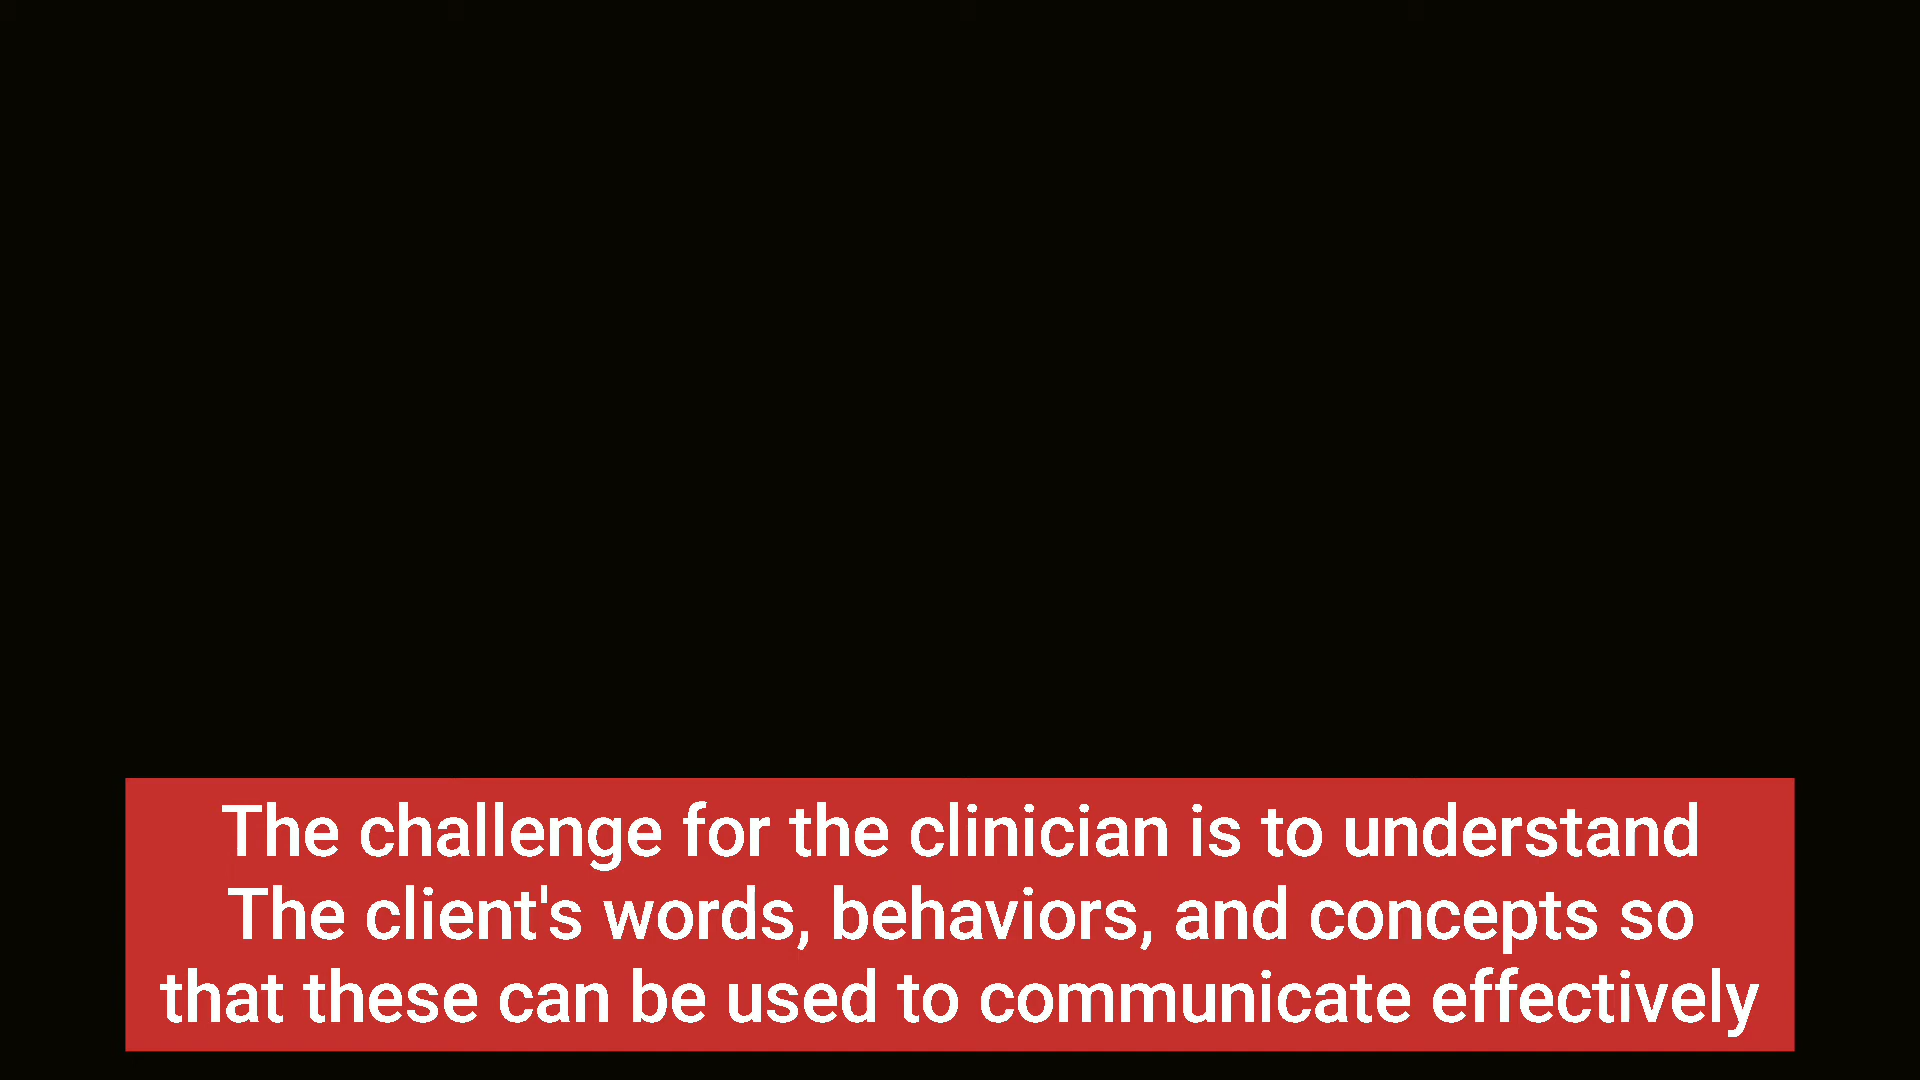 The challenge for the clinician is to understand
The client's words, behaviors, and concepts so
that these can be used to communicate effectively